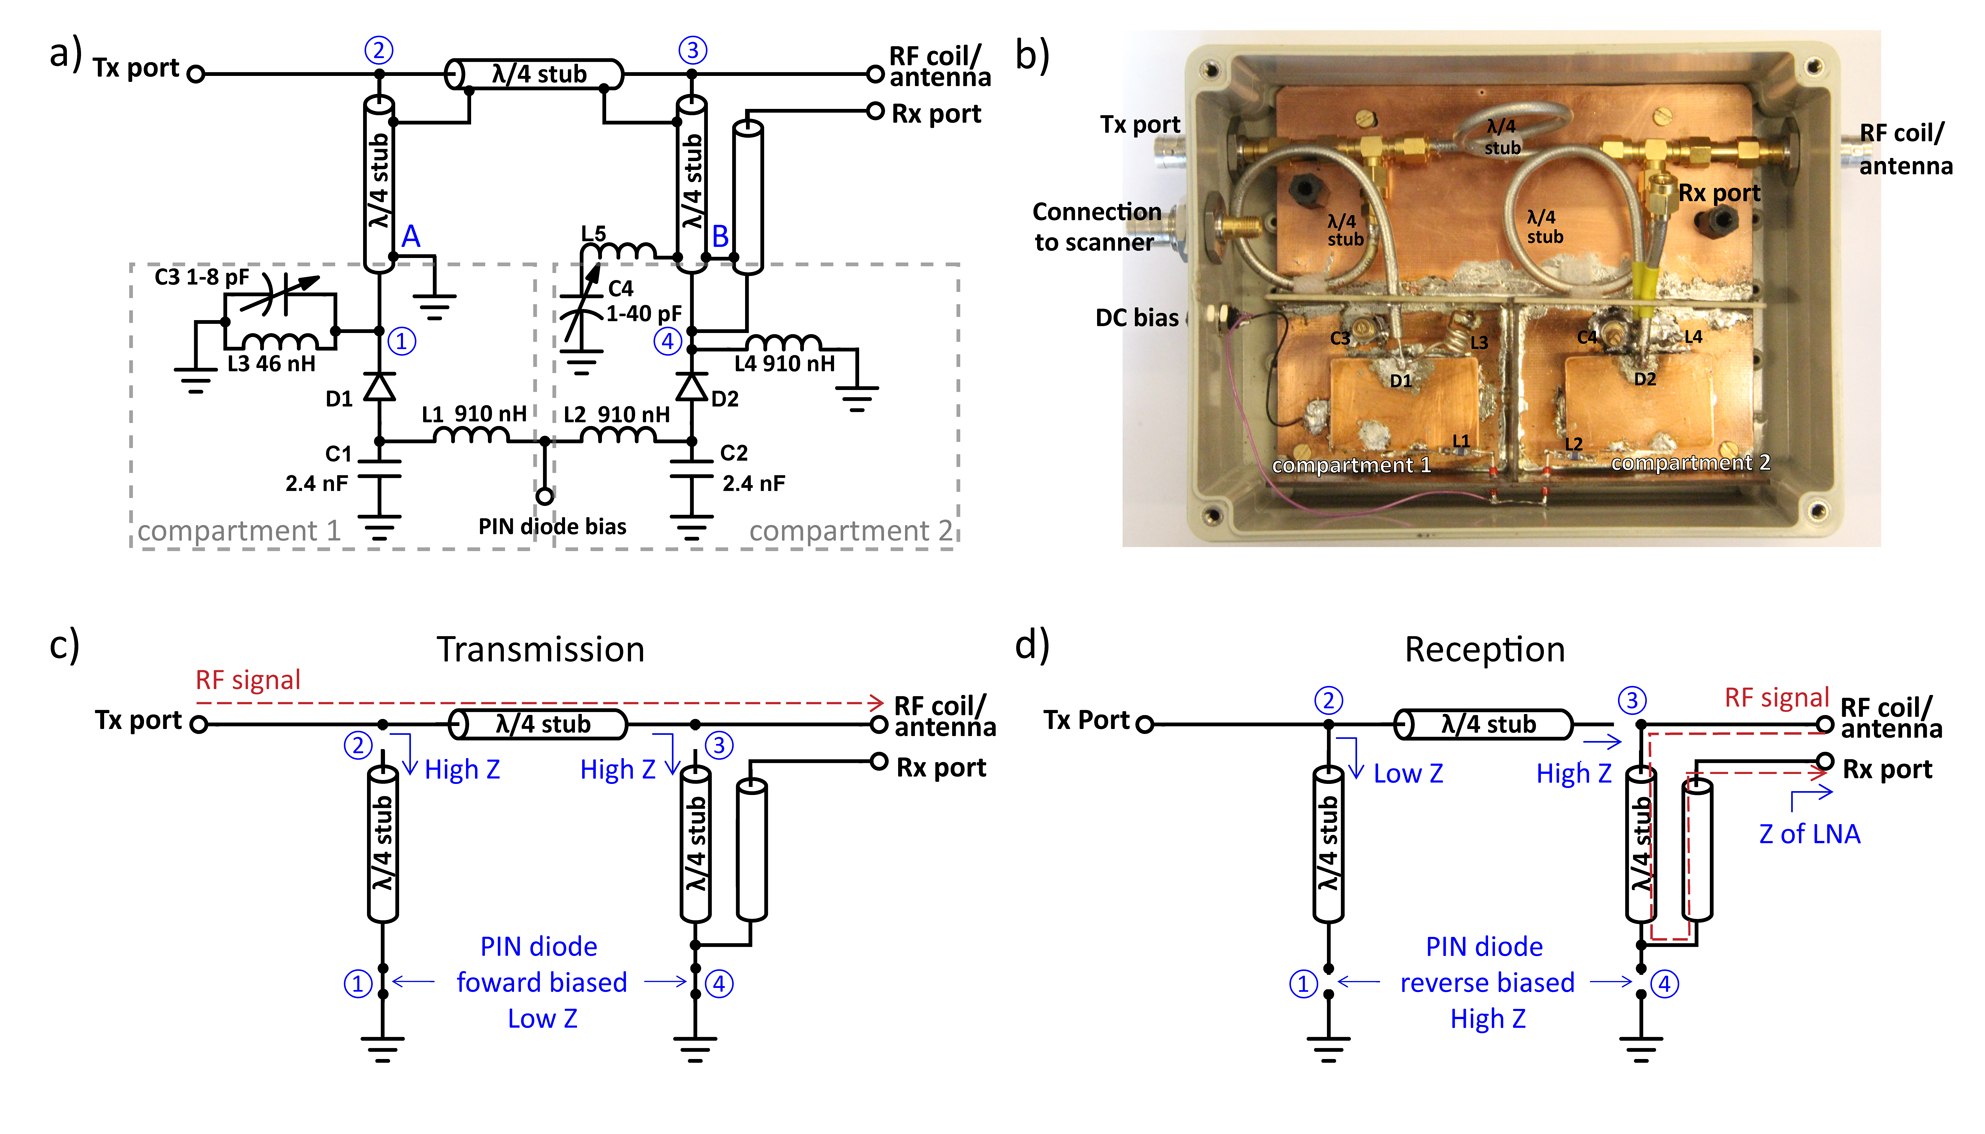 a)
Tx port
2
λ/4 stub
3
RF coil/
antenna
Rx port
λ/4 stub
λ/4 stub
A
B
L5
C3 1-8 pF
C4
1-40 pF
1
4
L3 46 nH
L4 910 nH
D1
D2
L1 910 nH
L2 910 nH
C1
2.4 nF
C2
2.4 nF
PIN diode bias
compartment 1
compartment 2
b)
Tx port
λ/4
stub
RF coil/
antenna
Rx port
Connection
to scanner
λ/4
stub
λ/4
stub
DC bias
C3
L3
C4
L4
D1
D2
L1
L2
compartment 1
compartment 2
c)
Transmission
RF signal
Tx port
λ/4 stub
RF coil/
antenna
2
High Z
High Z
3
Rx port
λ/4 stub
λ/4 stub
PIN diode
foward biased
Low Z
1
4
d)
Reception
2
3
RF signal
Tx Port
λ/4 stub
RF coil/
antenna
Low Z
High Z
Rx port
λ/4 stub
λ/4 stub
Z of LNA
PIN diode
reverse biased
High Z
1
4